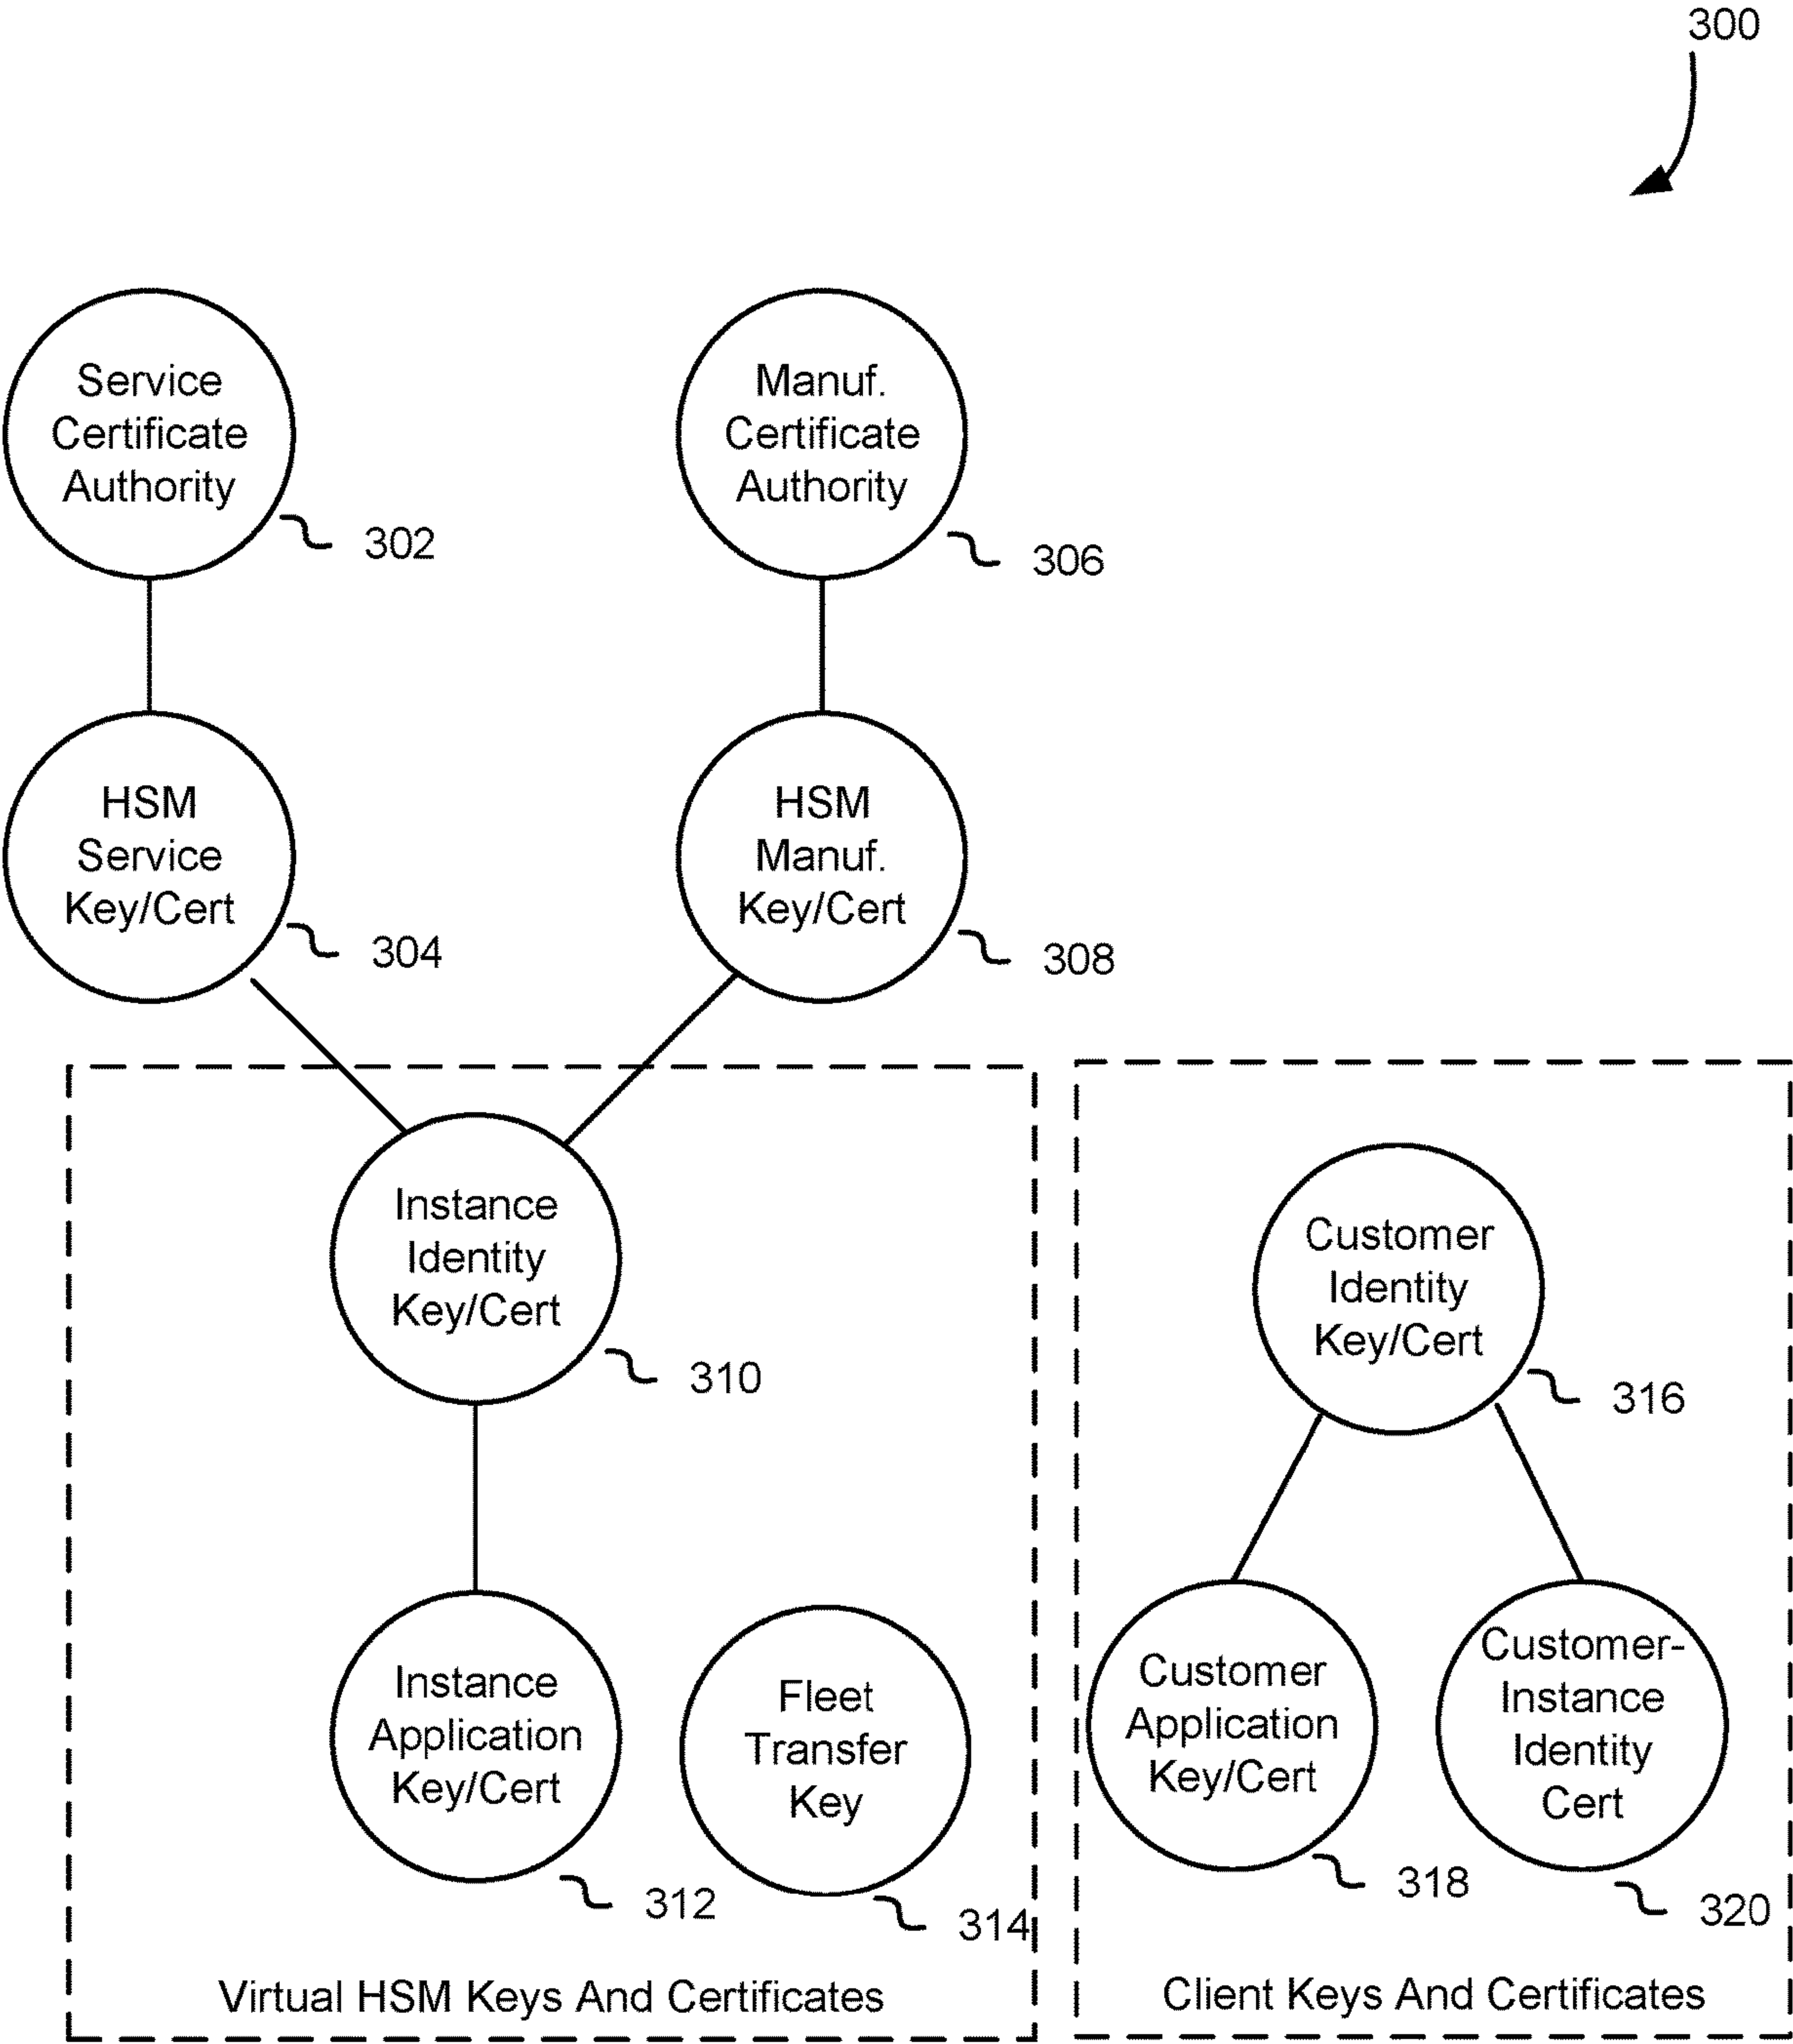 300
Service
Certificate
Authority
302
Manuf.
Certificate
Authority
306
HSM
Service
Key/Cert
304
HSM
Manuf.
Key/Cert
308
Instance
Identity
Key/Cert
310
Instance
Application
Key/Cert
312
Fleet
Transfer
Key
314
Virtual HSM Keys And Certificates
Customer
Identity
Key/Cert
316
Customer
Application
Key/Cert
318
Customer-
Instance
Identity
Cert
320
Client Keys And Certificates